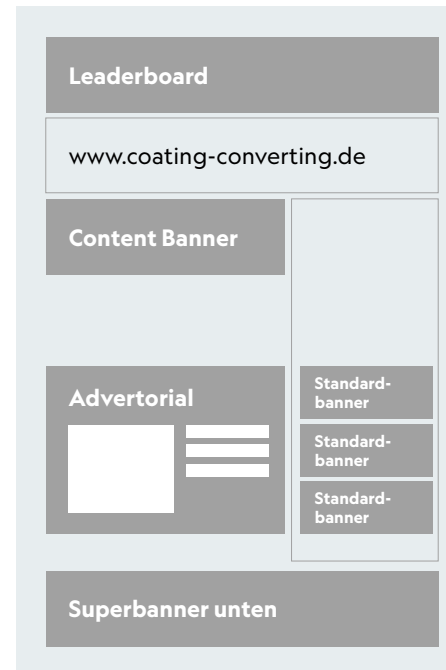 Leaderboard
www.coating-converting.de
Content Banner
Advertorial
Standard-
banner
Standard-
banner
Standard-
banner
Superbanner unten